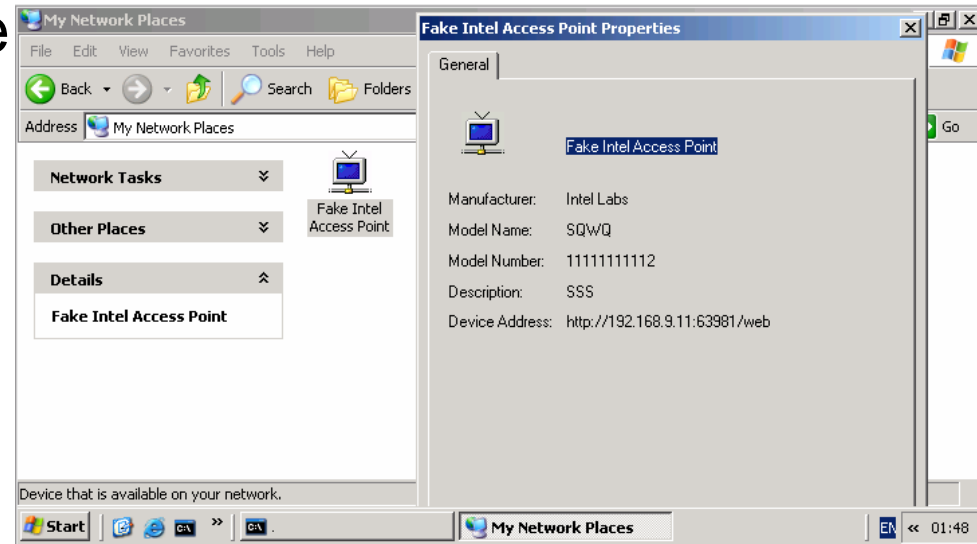 e
My Network Places
File Edit View Favorites Tools Help
Back Search Folders
Address My Network Places
Go
Network Tasks
Other Places
Details
Fake Intel Access Point
Fake Intel
Access Point
Device that is available on your network.
Fake Intel Access Point Properties
General
Fake Intel Access Point
Manufacturer: Intel Labs
Model Name: SQWQ
Model Number: 11111111112
Description: SSS
Device Address: http://192.168.9.11:63981/web
Start C:\ » C:\ . My Network Places EN « 01:48